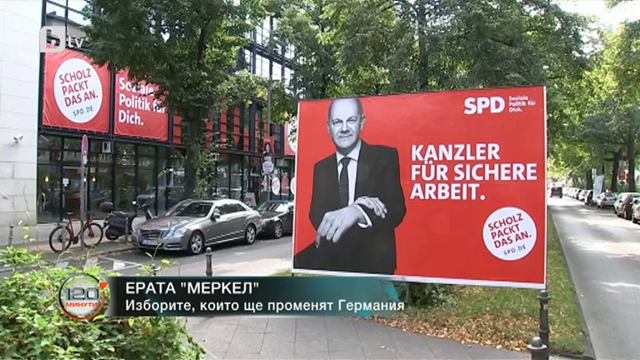 btv
SCHOLZ
PACKT
DAS AN.
SPD.DE
Soziale
Politik für
Dich.
SPD
Soziale
Politik für
Dich.
KANZLER
FÜR SICHERE
ARBEIT.
SCHOLZ
PACKT
DAS AN.
SPD.DE
120
МИНУТИ
ЕРАТА "МЕРКЕЛ"
Изборите, които ще променят Германия